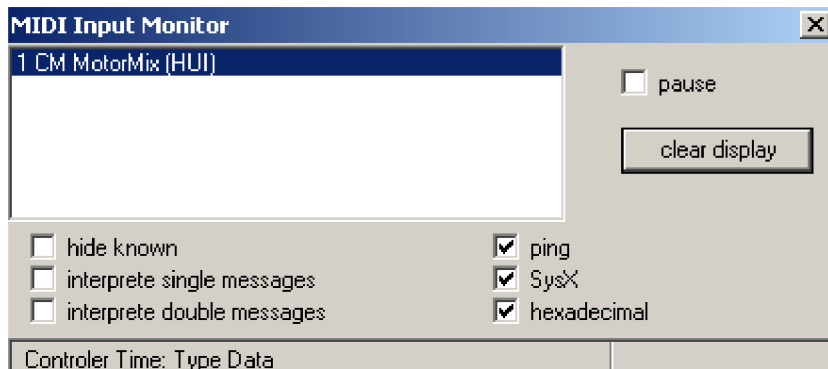 MIDI Input Monitor
1 CM MotorMix (HUI)
pause
clear display
hide known
ping
interprete single messages
SysX
interprete double messages
hexadecimal
Controler Time: Type Data